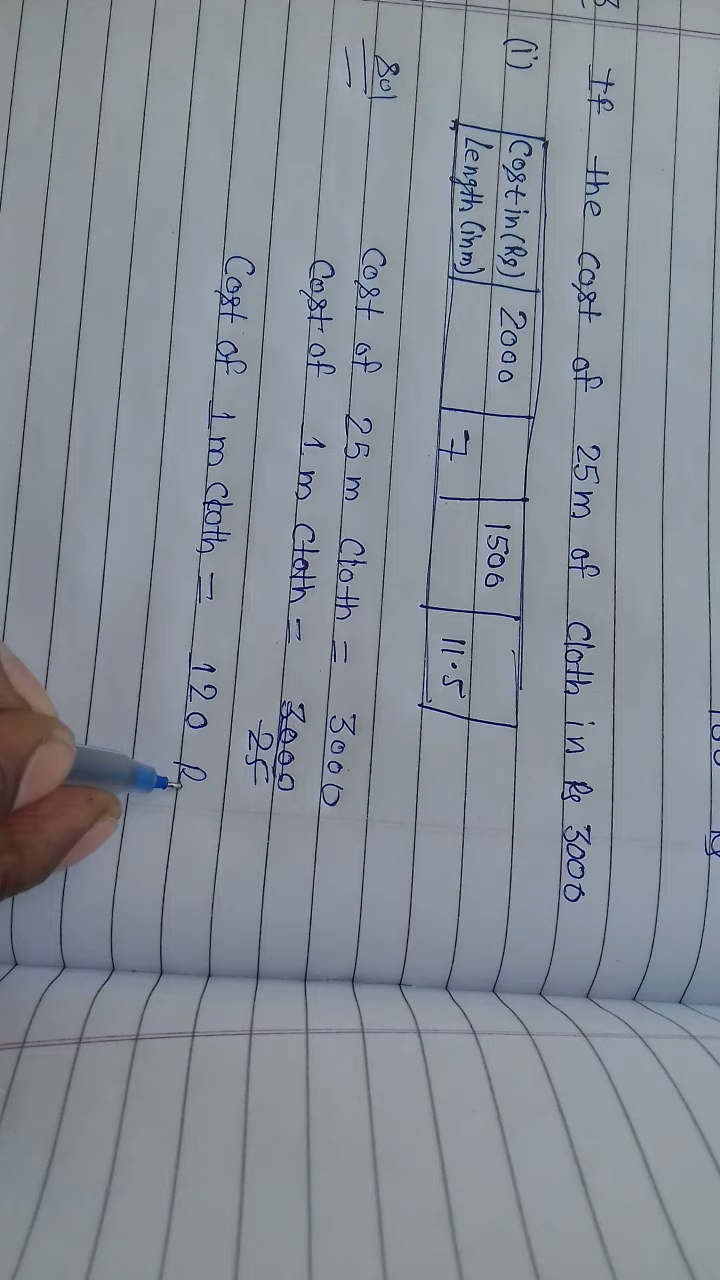 If the cost of 25m of cloth in Rs 3000
(i)
Cost in (Rs) 2000 1500
Length (in m) 7 11.5
Sol
Cost of 25 m cloth = 3000
Cost of 1 m cloth = 3000
25
Cost of 1 m cloth = 120 R